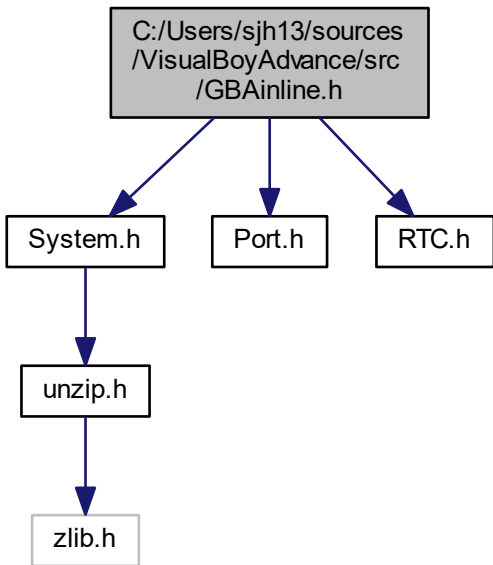 C:/Users/sjh13/sources
/VisualBoyAdvance/src
/GBAinline.h
System.h
Port.h
RTC.h
unzip.h
zlib.h